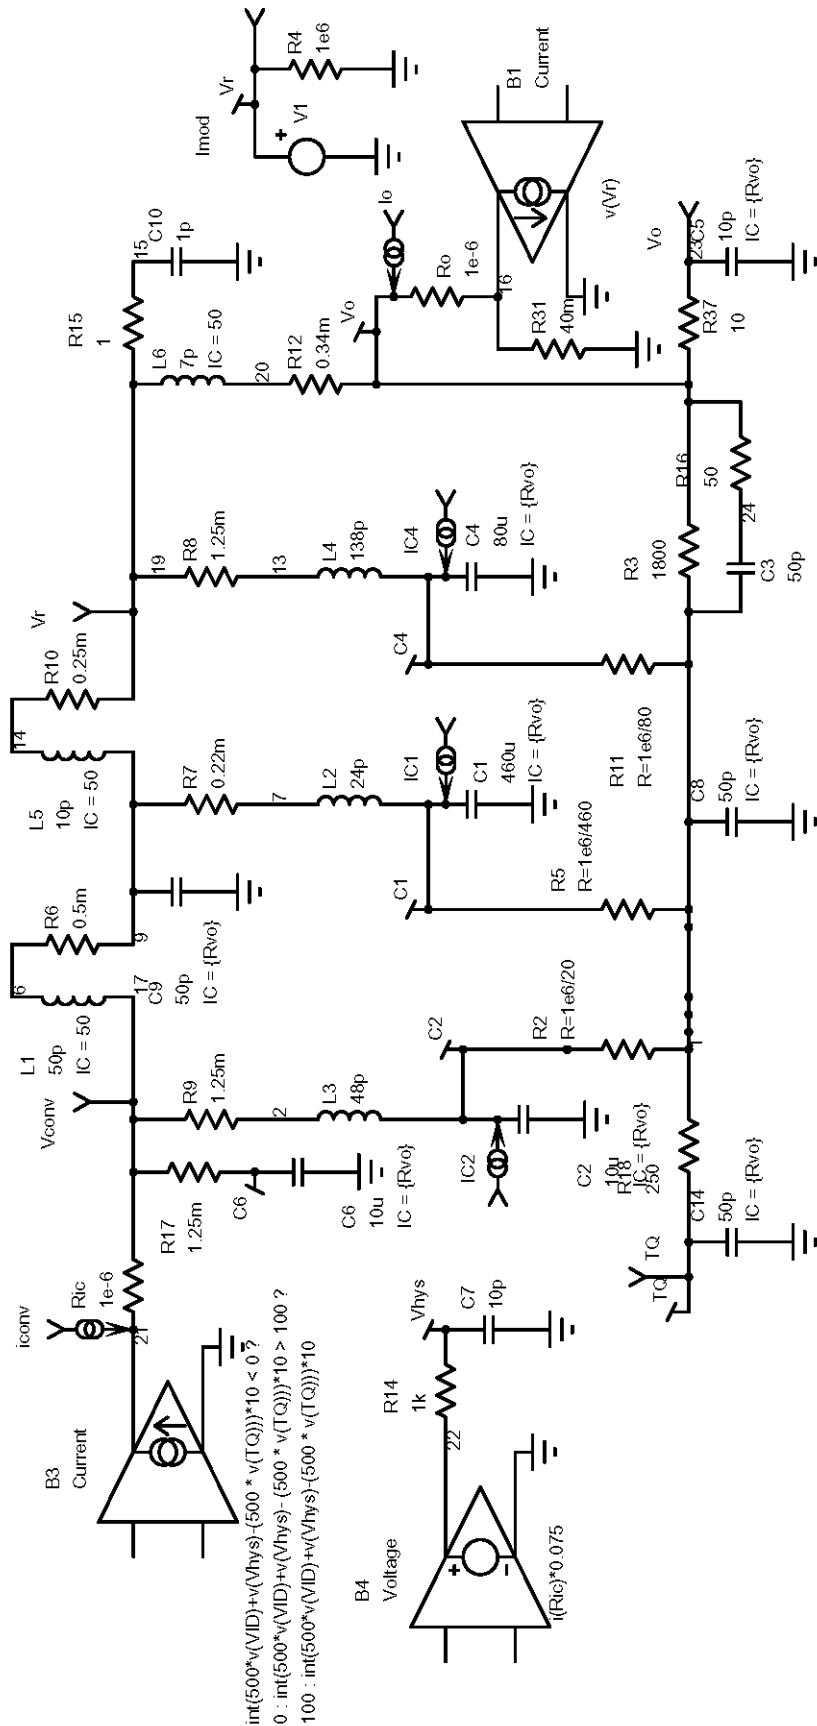 B3
Current
int(500*v(VID)+v(Vhys)-(500 * v(TQ)))*10 < 0 ?
0 : int(500*v(VID)+v(Vhys)- (500 * v(TQ)))*10 > 100 ?
100 : int(500*v(VID)+v(Vhys)-(500 * v(TQ)))*10
iconv
21
Ric
1e-6
R17
1.25m
C6
C6
10u
IC = {Rvo}
Vconv
R9
1.25m
2
L3
48p
IC2
C2
C2
10u
IC = {Rvo}
R2
R=1e6/20
L1
50p
IC = 50
6
17
R6
0.5m
9
C9
50p
IC = {Rvo}
L5
10p
IC = 50
14
R10
0.25m
R7
0.22m
7
L2
24p
IC1
C1
C1
460u
IC = {Rvo}
R5
R=1e6/460
Vr
19
R8
1.25m
13
L4
138p
IC4
C4
C4
80u
IC = {Rvo}
R11
R=1e6/80
R15
1
15
C10
1p
L6
7p
IC = 50
20
R12
0.34m
Vo
Io
Ro
1e-6
16
R31
40m
Imod
Vr
V1
+
R4
1e6
B1
Current
v(Vr)
B4
Voltage
+
-
i(Ric)*0.075
22
R14
1k
Vhys
C7
10p
TQ
TQ
C14
50p
IC = {Rvo}
R18
250
1
C8
50p
IC = {Rvo}
R3
1800
C3
50p
24
R16
50
R37
10
Vo
23
C5
10p
IC = {Rvo}